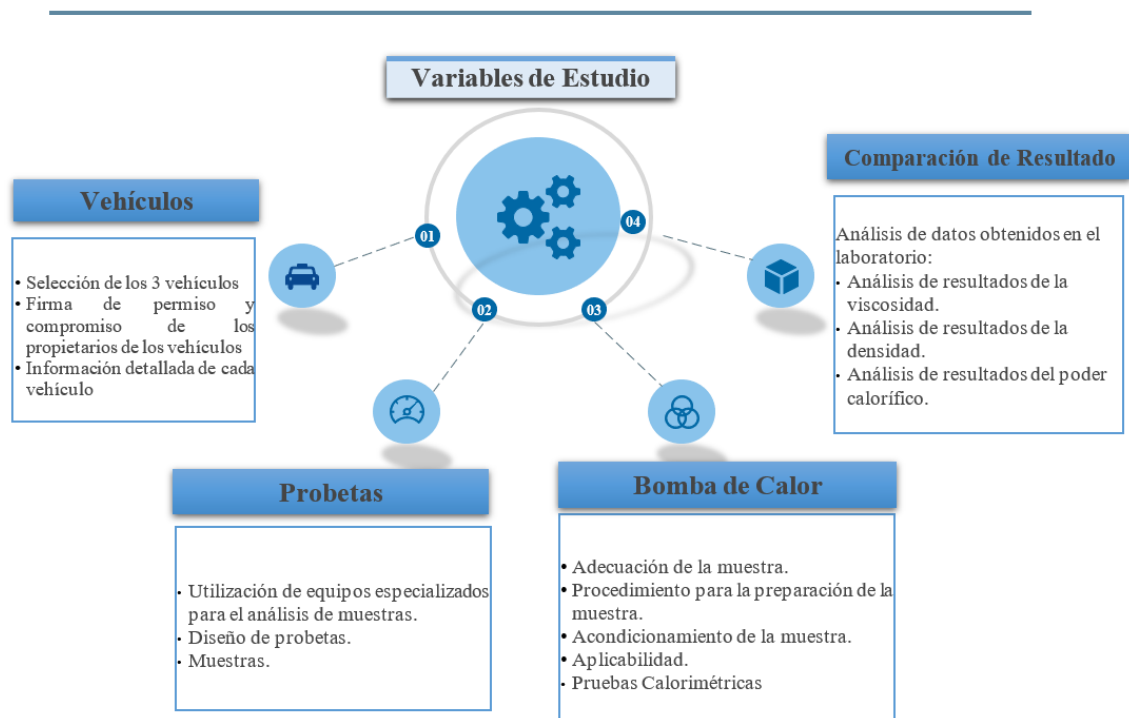 Variables de Estudio
Vehículos
• Selección de los 3 vehículos
• Firma de permiso y
compromiso de los
propietarios de los vehículos
• Información detallada de cada
vehículo
01
02
03
04
Comparación de Resultado
Análisis de datos obtenidos en el
laboratorio:
• Análisis de resultados de la
viscosidad.
• Análisis de resultados de la
densidad.
• Análisis de resultados del poder
calorífico.
Probetas
• Utilización de equipos especializados
para el análisis de muestras.
• Diseño de probetas.
• Muestras.
Bomba de Calor
• Adecuación de la muestra.
• Procedimiento para la preparación de la
muestra.
• Acondicionamiento de la muestra.
• Aplicabilidad.
• Pruebas Calorimétricas